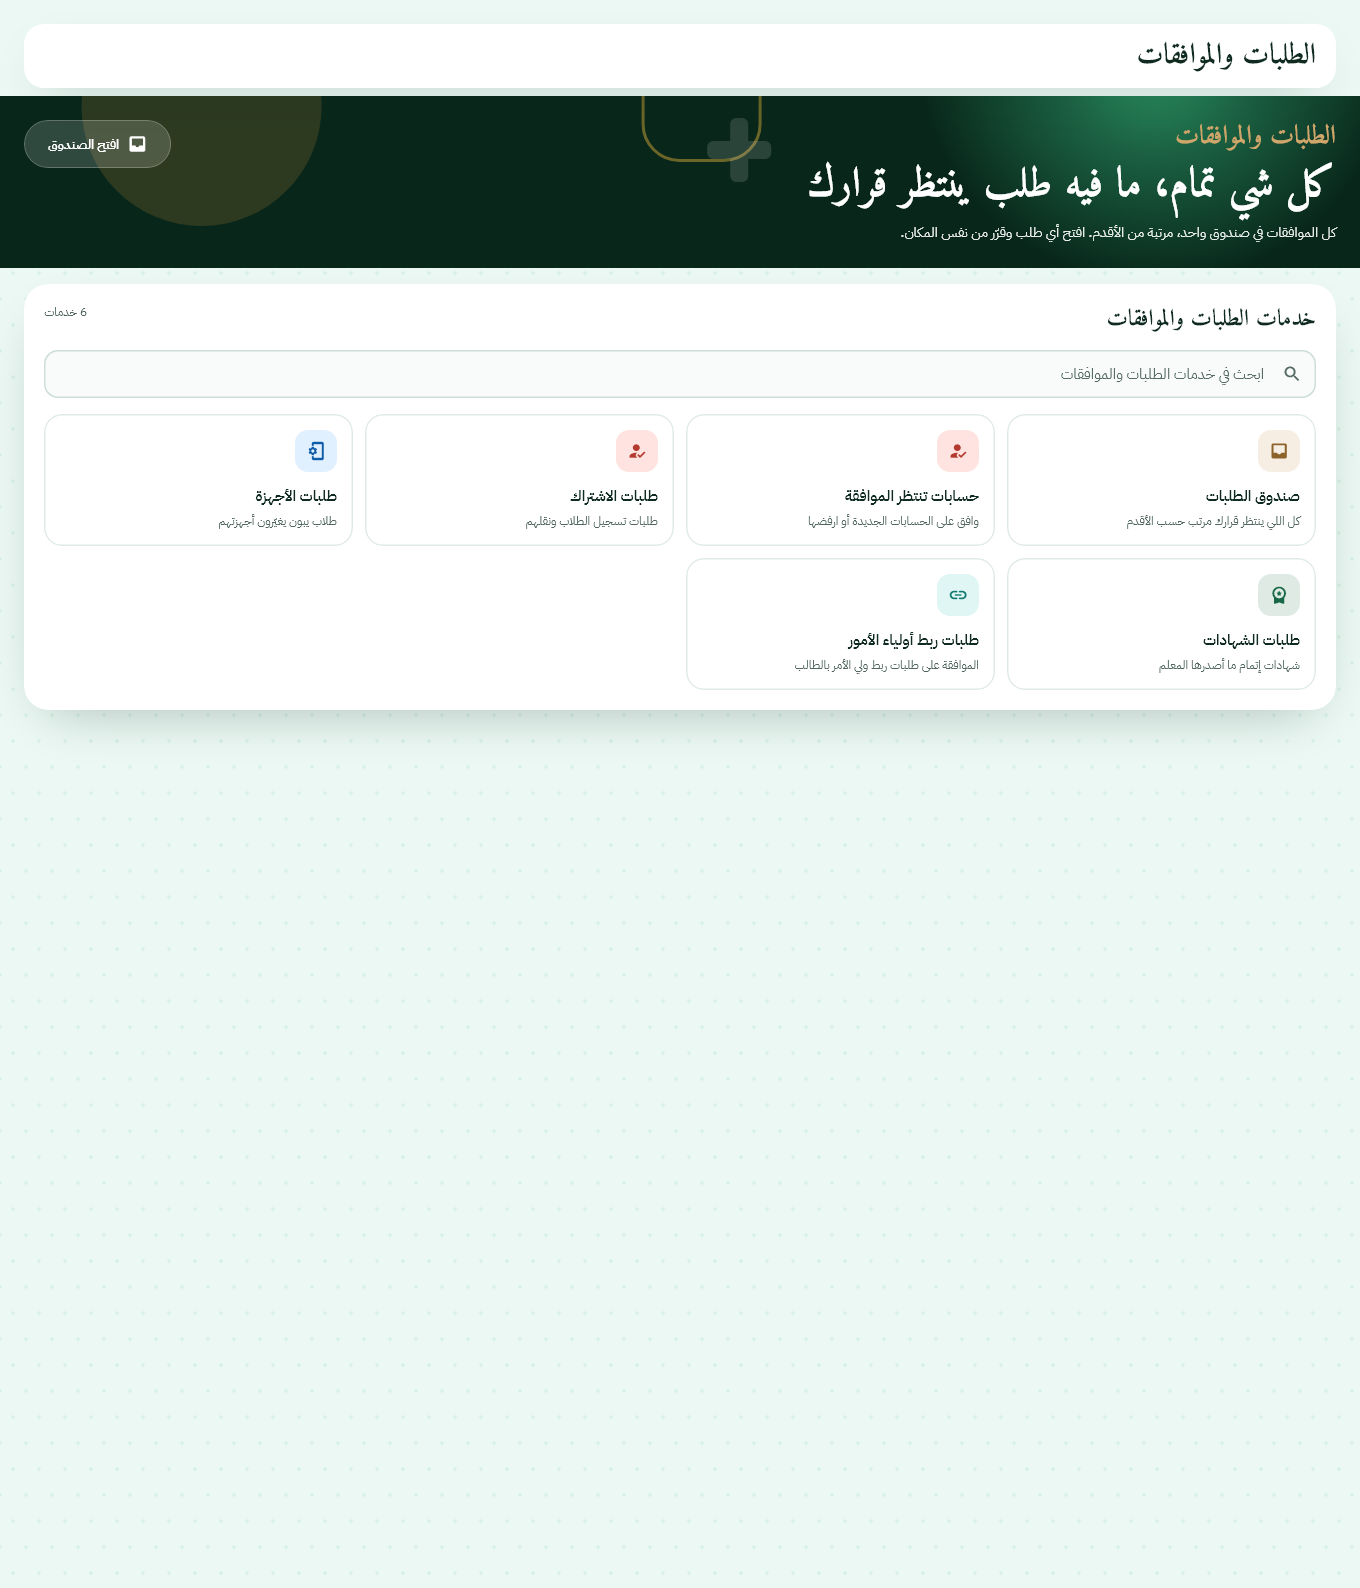 الطلبات والموافقات
الطلبات والموافقات
كل شي تمام، ما فيه طلب ينتظر قرارك
كل الموافقات في صندوق واحد، مرتبة من الأقدم. افتح أي طلب وقرّر من نفس المكان.
افتح الصندوق
خدمات الطلبات والموافقات
6 خدمات
ابحث في خدمات الطلبات والموافقات
صندوق الطلبات
كل اللي ينتظر قرارك مرتب حسب الأقدم
حسابات تنتظر الموافقة
وافق على الحسابات الجديدة أو ارفضها
طلبات الاشتراك
طلبات تسجيل الطلاب ونقلهم
طلبات الأجهزة
طلاب يبون يغيّرون أجهزتهم
طلبات الشهادات
شهادات إتمام ما أصدرها المعلم
طلبات ربط أولياء الأمور
الموافقة على طلبات ربط ولي الأمر بالطالب